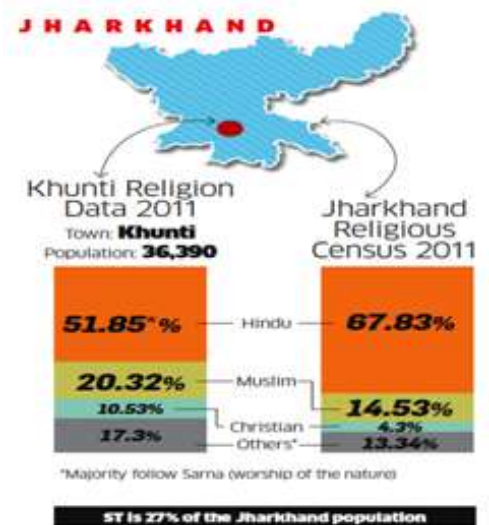 JHARKHAND
Khunti Religion
Data 2011
Town: Khunti
Population: 36,390
Jharkhand
Religious
Census 2011
51.85*%
Hindu
67.83%
20.32%
Muslim
14.53%
10.53%
Christian
4.3%
17.3%
Others*
13.34%
*Majority follow Sarna (worship of the nature)
ST is 27% of the Jharkhand population